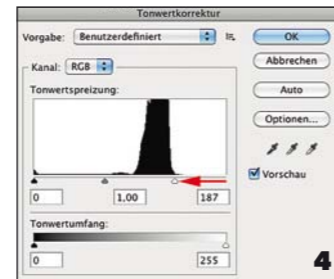 Tonwertkorrektur
Vorgabe: Benutzerdefiniert OK
Kanal: RGB Abbrechen
Tonwertspreizung: Auto
Optionen...
Vorschau
0 1,00 187
Tonwertumfang:
0 255
4